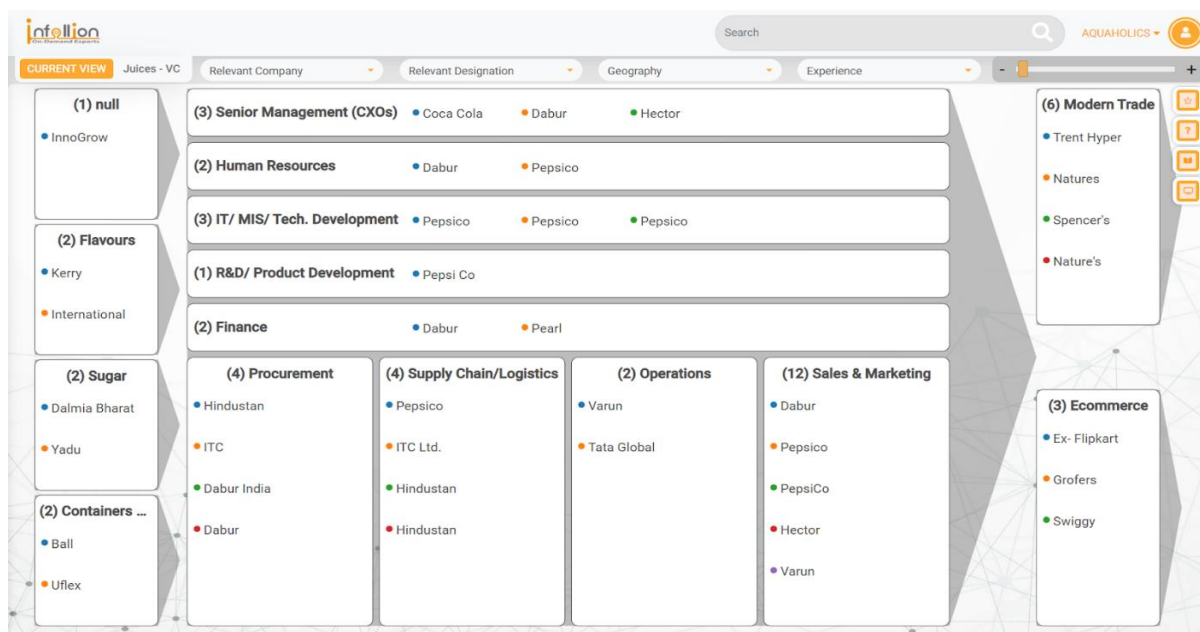 infollion
On-Demand Experts
Search
AQUAHOLICS
CURRENT VIEW
Juices - VC
Relevant Company
Relevant Designation
Geography
Experience
-
+
(1) null
InnoGrow
(2) Flavours
Kerry
International
(2) Sugar
Dalmia Bharat
Yadu
(2) Containers ...
Ball
Uflex
(3) Senior Management (CXOs) Coca Cola Dabur Hector
(2) Human Resources Dabur Pepsico
(3) IT/ MIS/ Tech. Development Pepsico Pepsico Pepsico
(1) R&D/ Product Development Pepsi Co
(2) Finance Dabur Pearl
(4) Procurement
Hindustan
ITC
Dabur India
Dabur
(4) Supply Chain/Logistics
Pepsico
ITC Ltd.
Hindustan
Hindustan
(2) Operations
Varun
Tata Global
(12) Sales & Marketing
Dabur
Pepsico
PepsiCo
Hector
Varun
(6) Modern Trade
Trent Hyper
Natures
Spencer's
Nature's
(3) Ecommerce
Ex- Flipkart
Grofers
Swiggy
?